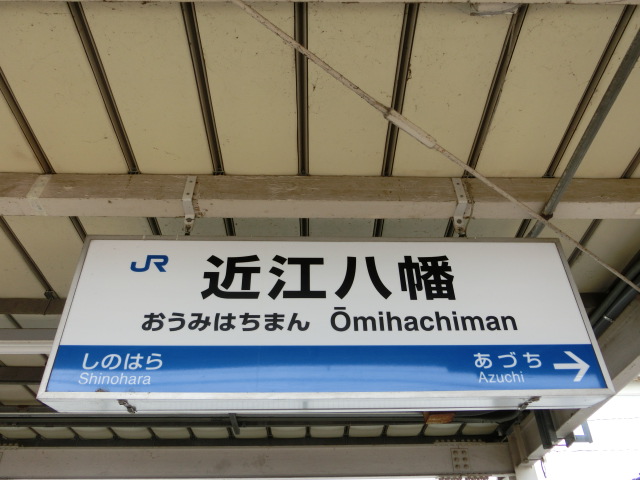 JR 近江八幡
おうみはちまん Ōmihachiman
しのはら あづち
Shinohara Azuchi